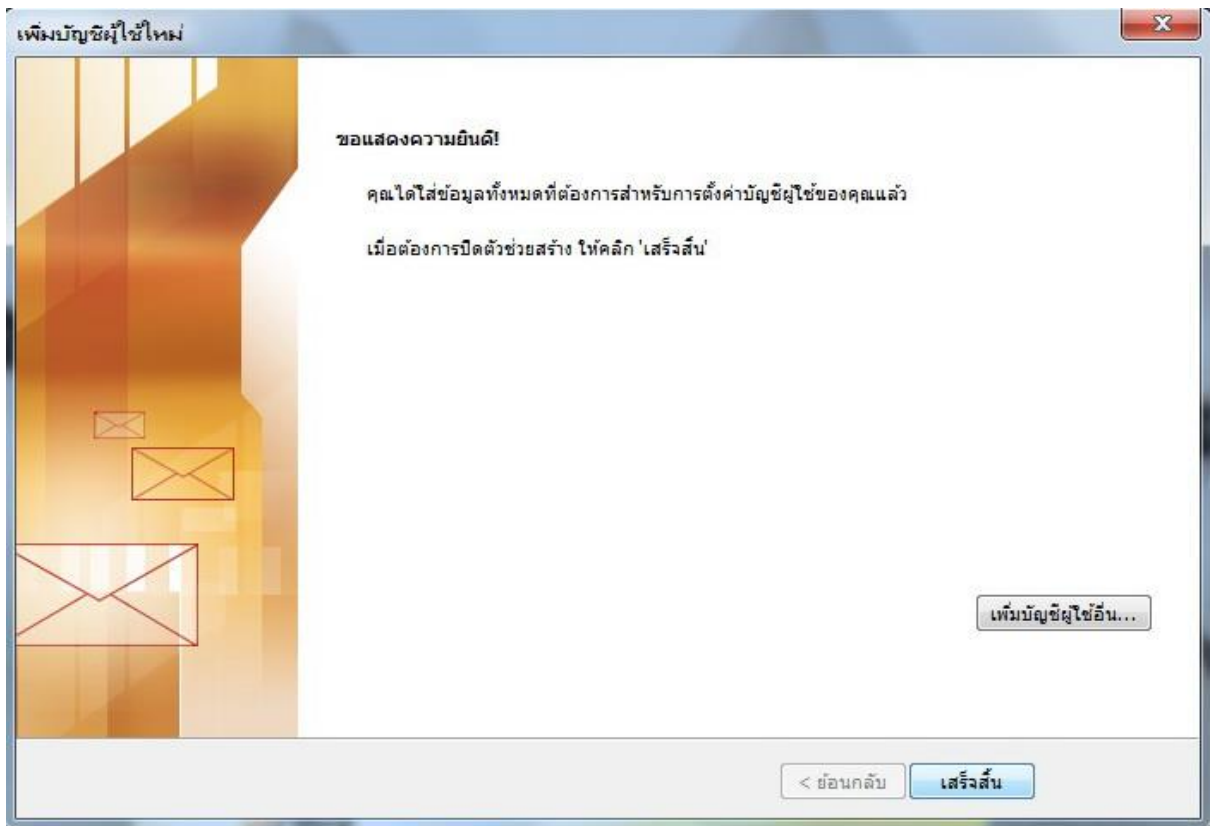 เพิ่มบัญชีผู้ใช้ใหม่
ขอแสดงความยินดี!
คุณได้ใส่ข้อมูลทั้งหมดที่ต้องการสำหรับการตั้งค่าบัญชีผู้ใช้ของคุณแล้ว
เมื่อต้องการปิดตัวช่วยสร้าง ให้คลิก 'เสร็จสิ้น'
เพิ่มบัญชีผู้ใช้อื่น...
< ย้อนกลับ
เสร็จสิ้น